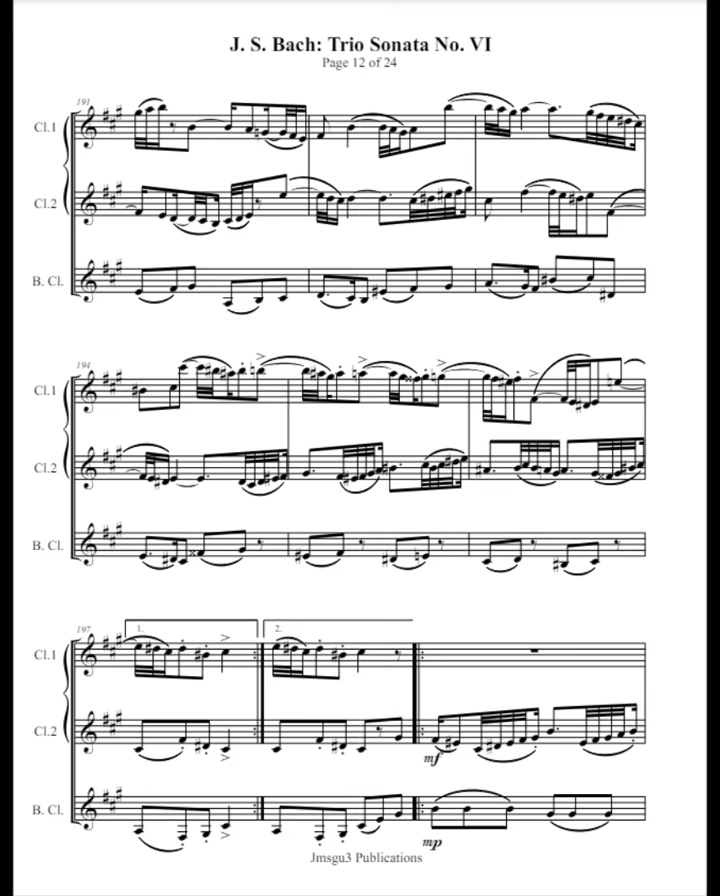 J. S. Bach: Trio Sonata No. VI
Page 12 of 24
191
Cl.1
Cl.2
B. Cl.
194
Cl.1
Cl.2
B. Cl.
197
1.
2.
Cl.1
Cl.2
mf
B. Cl.
mp
Jmsgu3 Publications